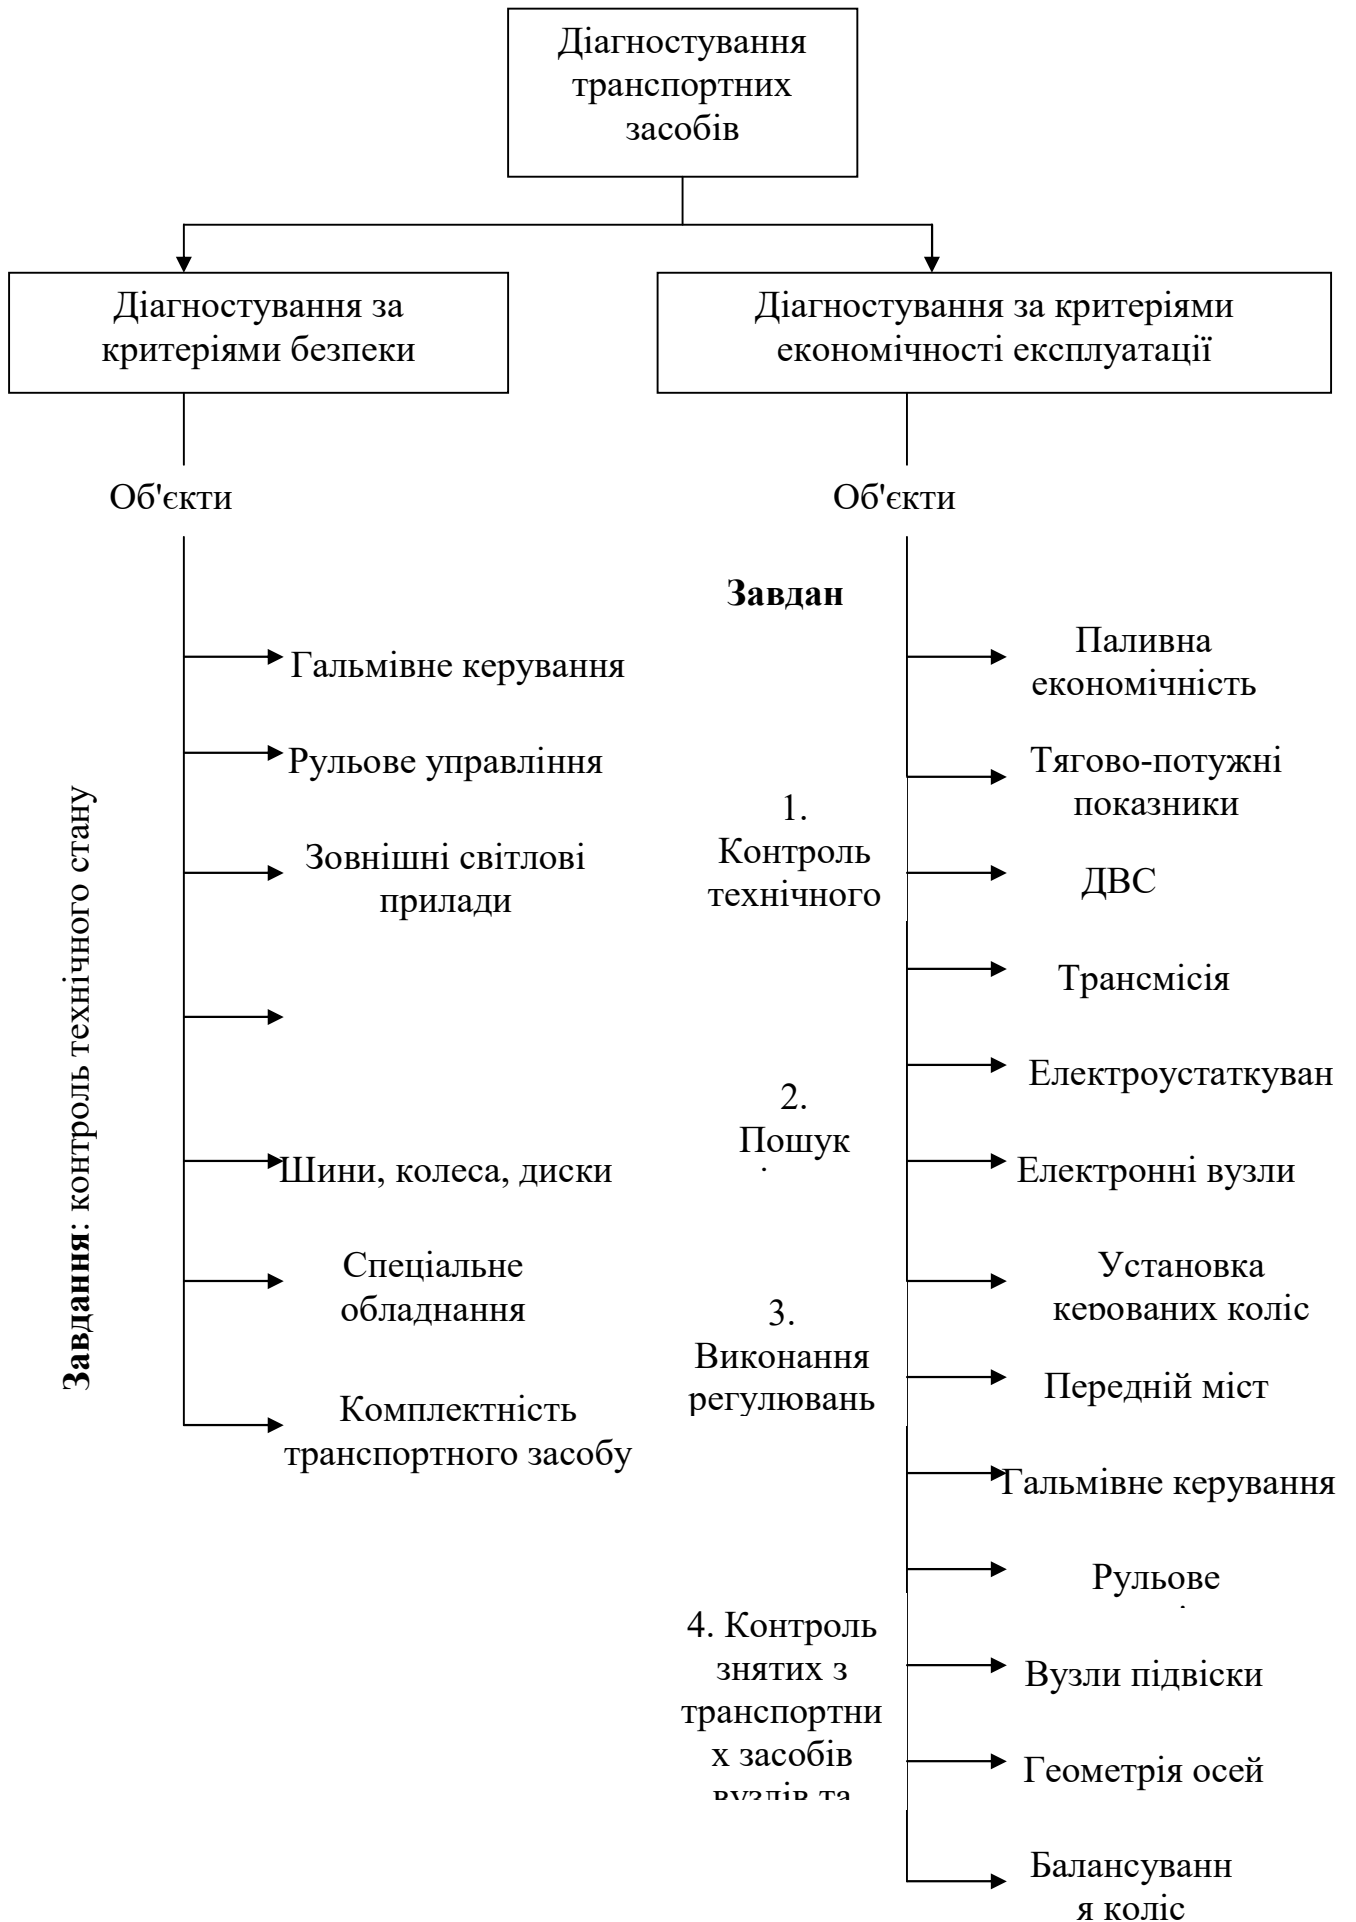 Діагностування
транспортних
засобів
Діагностування за
критеріями безпеки
Діагностування за критеріями
економічності експлуатації
Об'єкти
Об'єкти
Завдання: контроль технічного стану
Гальмівне керування
Рульове управління
Зовнішні світлові
прилади
Шини, колеса, диски
Спеціальне
обладнання
Комплектність
транспортного засобу
Завдан
1.
Контроль
технічного
2.
Пошук
3.
Виконання
регулювань
4. Контроль
знятих з
транспортни
х засобів
вузлів та
Паливна
економічність
Тягово-потужні
показники
ДВС
Трансмісія
Електроустаткуван
Електронні вузли
Установка
керованих коліс
Передній міст
Гальмівне керування
Рульове
Вузли підвіски
Геометрія осей
Балансуванн
я коліс